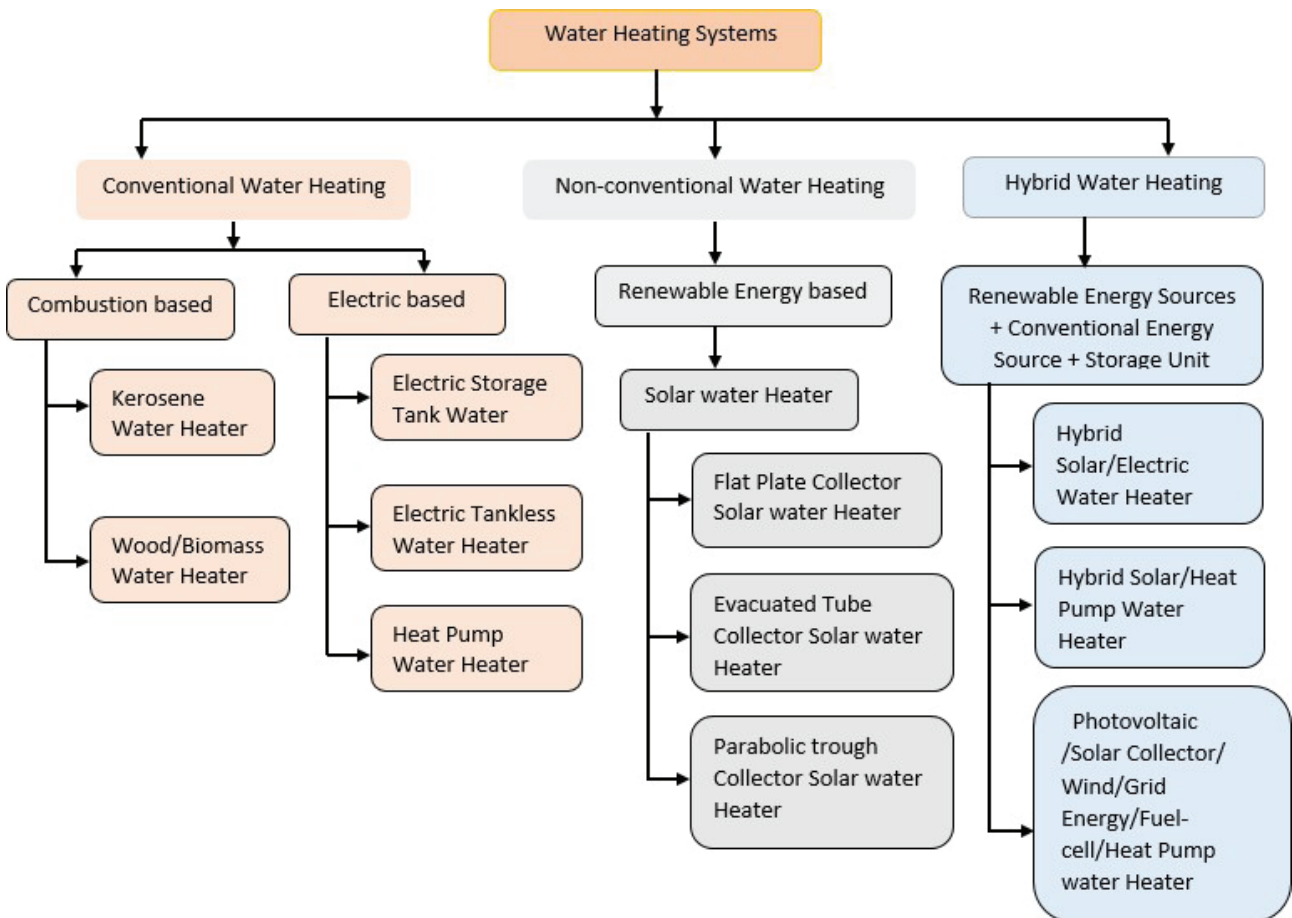 Water Heating Systems
Conventional Water Heating
Non-conventional Water Heating
Hybrid Water Heating
Combustion based
Electric based
Renewable Energy based
Renewable Energy Sources
+ Conventional Energy
Source + Storage Unit
Kerosene
Water Heater
Wood/Biomass
Water Heater
Electric Storage
Tank Water
Electric Tankless
Water Heater
Heat Pump
Water Heater
Solar water Heater
Flat Plate Collector
Solar water Heater
Evacuated Tube
Collector Solar water
Heater
Parabolic trough
Collector Solar water
Heater
Hybrid
Solar/Electric
Water Heater
Hybrid Solar/Heat
Pump Water
Heater
Photovoltaic
/Solar Collector/
Wind/Grid
Energy/Fuel-
cell/Heat Pump
water Heater